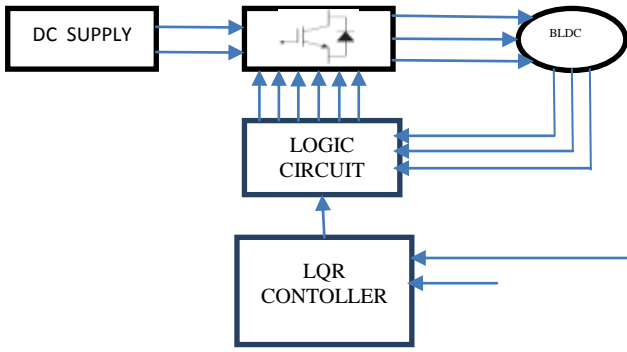 DC SUPPLY
BLDC
LOGIC
CIRCUIT
LQR
CONTOLLER